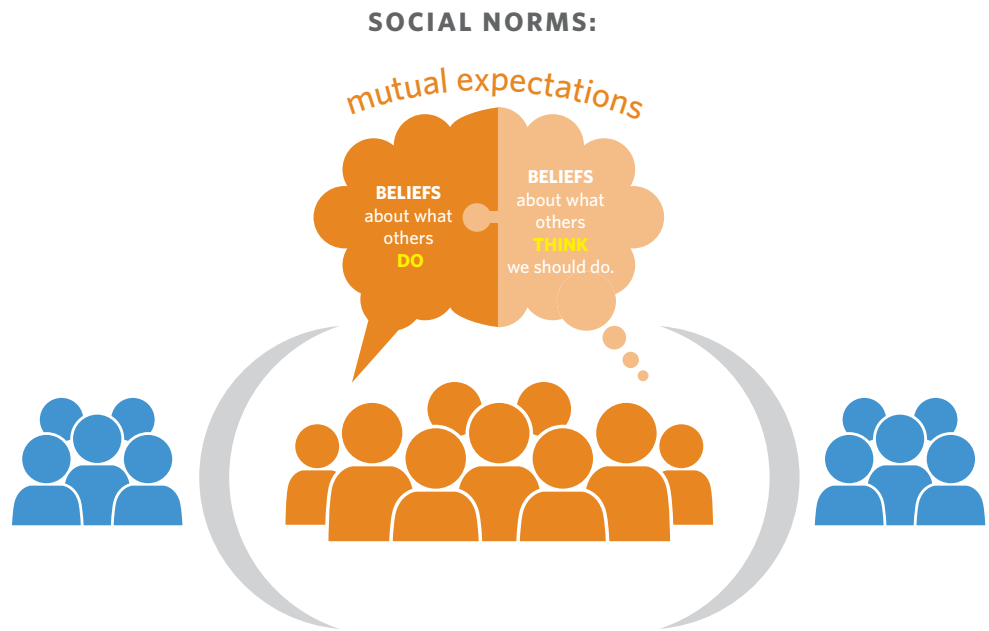 SOCIAL NORMS:
mutual expectations
BELIEFS
about what
others
DO
BELIEFS
about what
others
THINK
we should do.